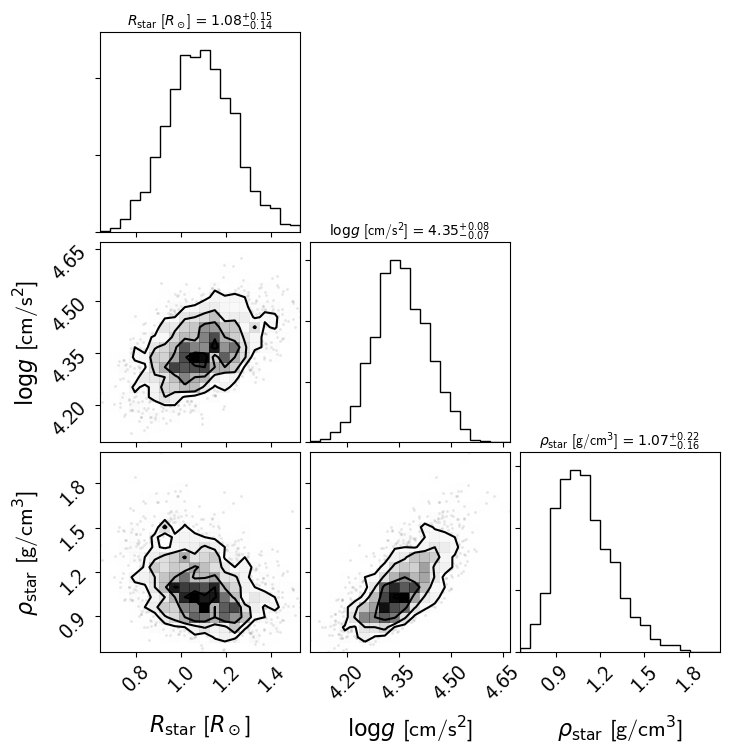 R_star [R_⊙] = 1.08 +0.15 −0.14
4.65
4.50
4.35
4.20
log g [cm/s²]
log g [cm/s²] = 4.35 +0.08 −0.07
1.8
1.5
1.2
0.9
ρ_star [g/cm³]
ρ_star [g/cm³] = 1.07 +0.22 −0.16
0.8 1.0 1.2 1.4
4.20 4.35 4.50 4.65
0.9 1.2 1.5 1.8
R_star [R_⊙]
log g [cm/s²]
ρ_star [g/cm³]